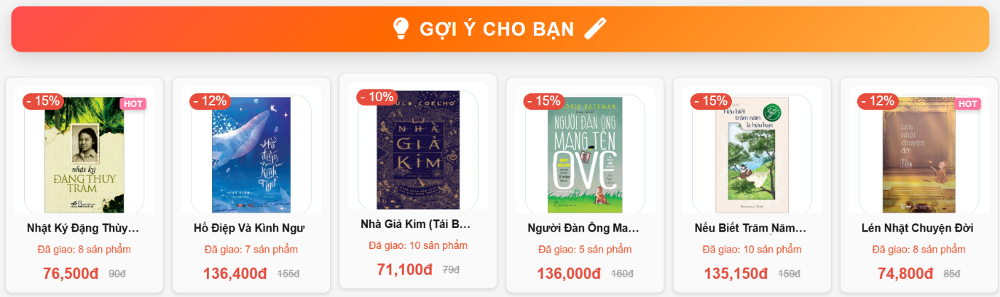 GỢI Ý CHO BẠN
- 15%
HOT
nhật ký
ĐẶNG THÙY
TRÂM
Nhật Ký Đặng Thùy...
Đã giao: 8 sản phẩm
76,500đ 90đ
- 12%
Hồ
điệp
và
Kình
Ngư
Hồ Điệp Và Kình Ngư
Đã giao: 7 sản phẩm
136,400đ 155đ
- 10%
COELHO
NHÀ
GIẢ
KIM
Nhà Giả Kim (Tái B...
Đã giao: 10 sản phẩm
71,100đ 79đ
- 15%
BACKMAN
NGƯỜI ĐÀN ÔNG
MANG TÊN
OVE
Người Đàn Ông Ma...
Đã giao: 5 sản phẩm
136,000đ 160đ
- 15%
Nếu biết
trăm năm
là hữu hạn
Nếu Biết Trăm Năm...
Đã giao: 10 sản phẩm
135,150đ 159đ
- 12%
HOT
Lén
nhặt
chuyện
đời
Lén Nhặt Chuyện Đời
Đã giao: 8 sản phẩm
74,800đ 85đ